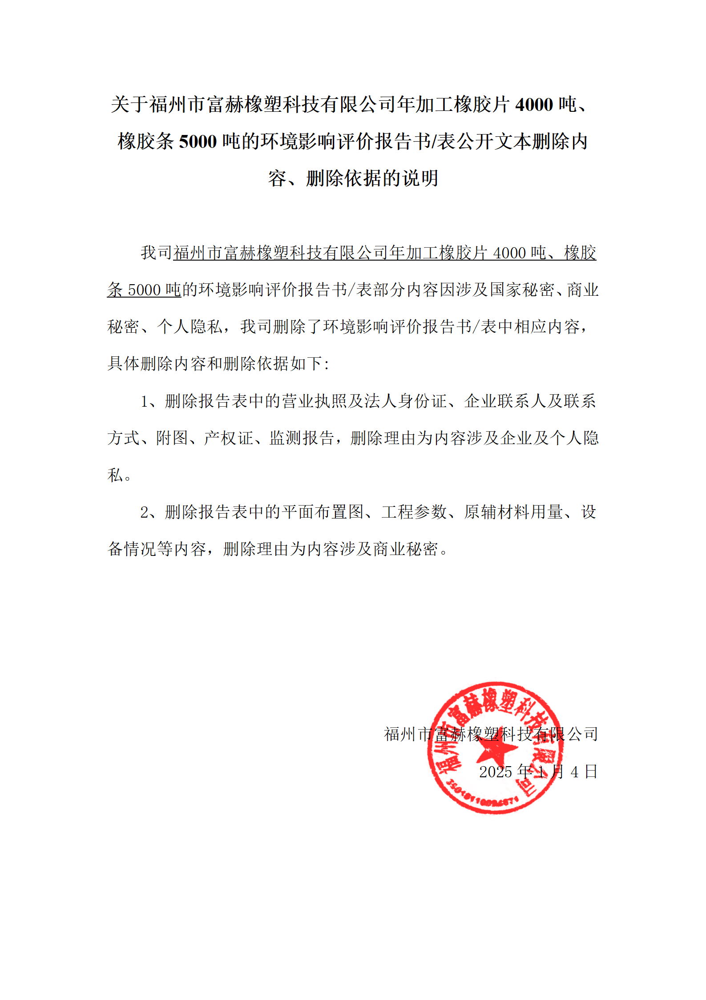 关于福州市富赫橡塑科技有限公司年加工橡胶片 4000 吨、
橡胶条 5000 吨的环境影响评价报告书/表公开文本删除内
容、删除依据的说明
我司福州市富赫橡塑科技有限公司年加工橡胶片 4000 吨、橡胶
条 5000 吨的环境影响评价报告书/表部分内容因涉及国家秘密、商业
秘密、个人隐私，我司删除了环境影响评价报告书/表中相应内容，
具体删除内容和删除依据如下:
1、删除报告表中的营业执照及法人身份证、企业联系人及联系
方式、附图、产权证、监测报告，删除理由为内容涉及企业及个人隐
私。
2、删除报告表中的平面布置图、工程参数、原辅材料用量、设
备情况等内容，删除理由为内容涉及商业秘密。
福州市富赫橡塑科技有限公司
福州市富赫橡塑科技有限公司
2025 年 1 月 4 日